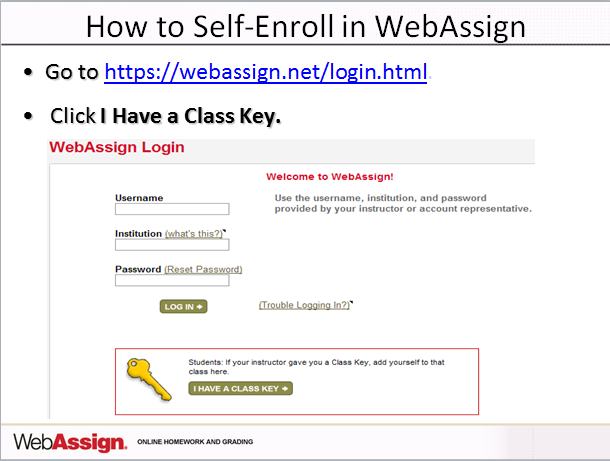 How to Self-Enroll in WebAssign
• Go to https://webassign.net/login.html.
• Click I Have a Class Key.
WebAssign Login
Welcome to WebAssign!
Username
Use the username, institution, and password
provided by your instructor or account representative.
Institution (what's this?)
Password (Reset Password)
LOG IN
(Trouble Logging In?)
Students: If your instructor gave you a Class Key, add yourself to that
class here.
I HAVE A CLASS KEY
WebAssign. ONLINE HOMEWORK AND GRADING